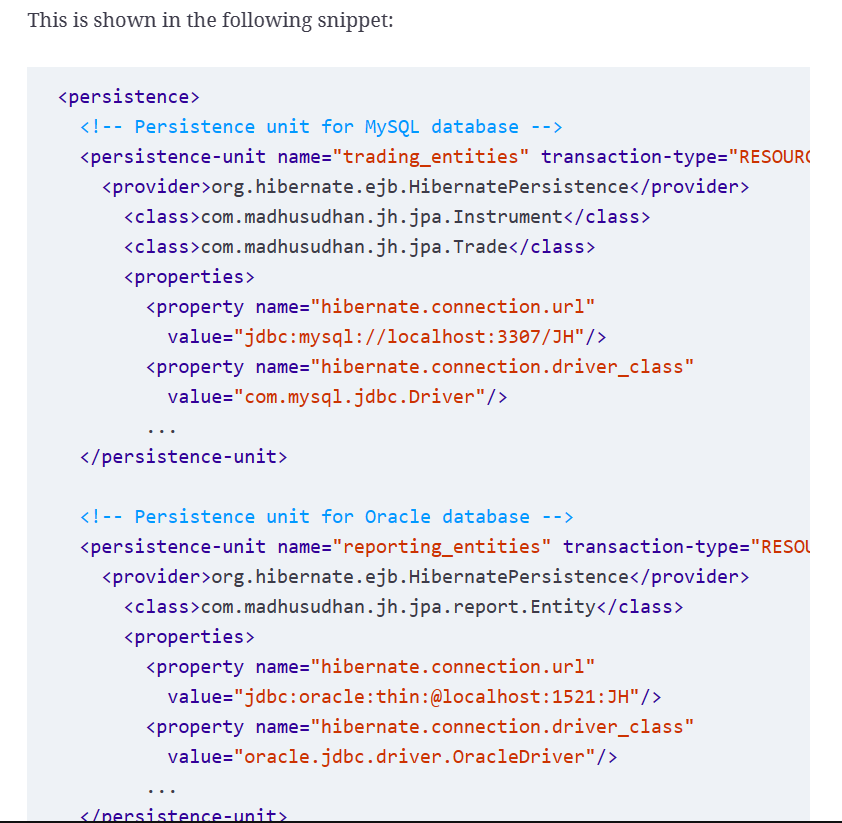 This is shown in the following snippet:
<persistence>
<!-- Persistence unit for MySQL database -->
<persistence-unit name="trading_entities" transaction-type="RESOURC
<provider>org.hibernate.ejb.HibernatePersistence</provider>
<class>com.madhusudhan.jh.jpa.Instrument</class>
<class>com.madhusudhan.jh.jpa.Trade</class>
<properties>
<property name="hibernate.connection.url"
value="jdbc:mysql://localhost:3307/JH"/>
<property name="hibernate.connection.driver_class"
value="com.mysql.jdbc.Driver"/>
...
</persistence-unit>
<!-- Persistence unit for Oracle database -->
<persistence-unit name="reporting_entities" transaction-type="RESOU
<provider>org.hibernate.ejb.HibernatePersistence</provider>
<class>com.madhusudhan.jh.jpa.report.Entity</class>
<properties>
<property name="hibernate.connection.url"
value="jdbc:oracle:thin:@localhost:1521:JH"/>
<property name="hibernate.connection.driver_class"
value="oracle.jdbc.driver.OracleDriver"/>
...
</persistence-unit>